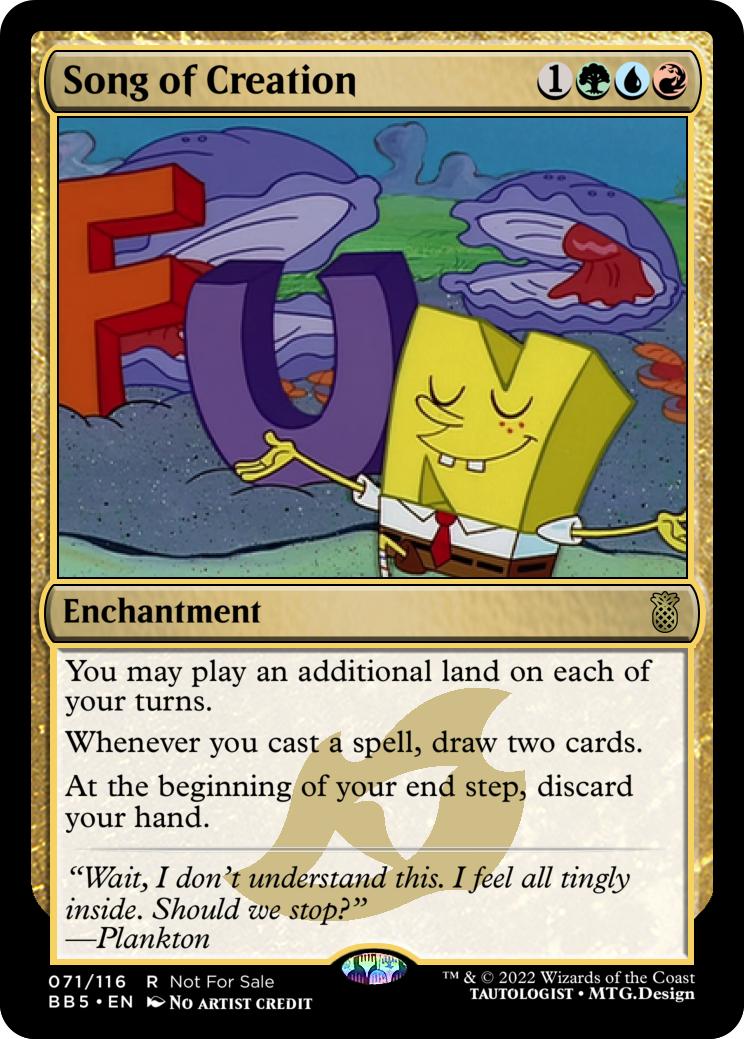 Song of Creation 1
FUN
Enchantment
You may play an additional land on each of
your turns.
Whenever you cast a spell, draw two cards.
At the beginning of your end step, discard
your hand.
“Wait, I don’t understand this. I feel all tingly
inside. Should we stop?”
—Plankton
071/116 R Not For Sale
BB5 • EN No ARTIST CREDIT
™ & © 2022 Wizards of the Coast
TAUTOLOGIST • MTG.Design